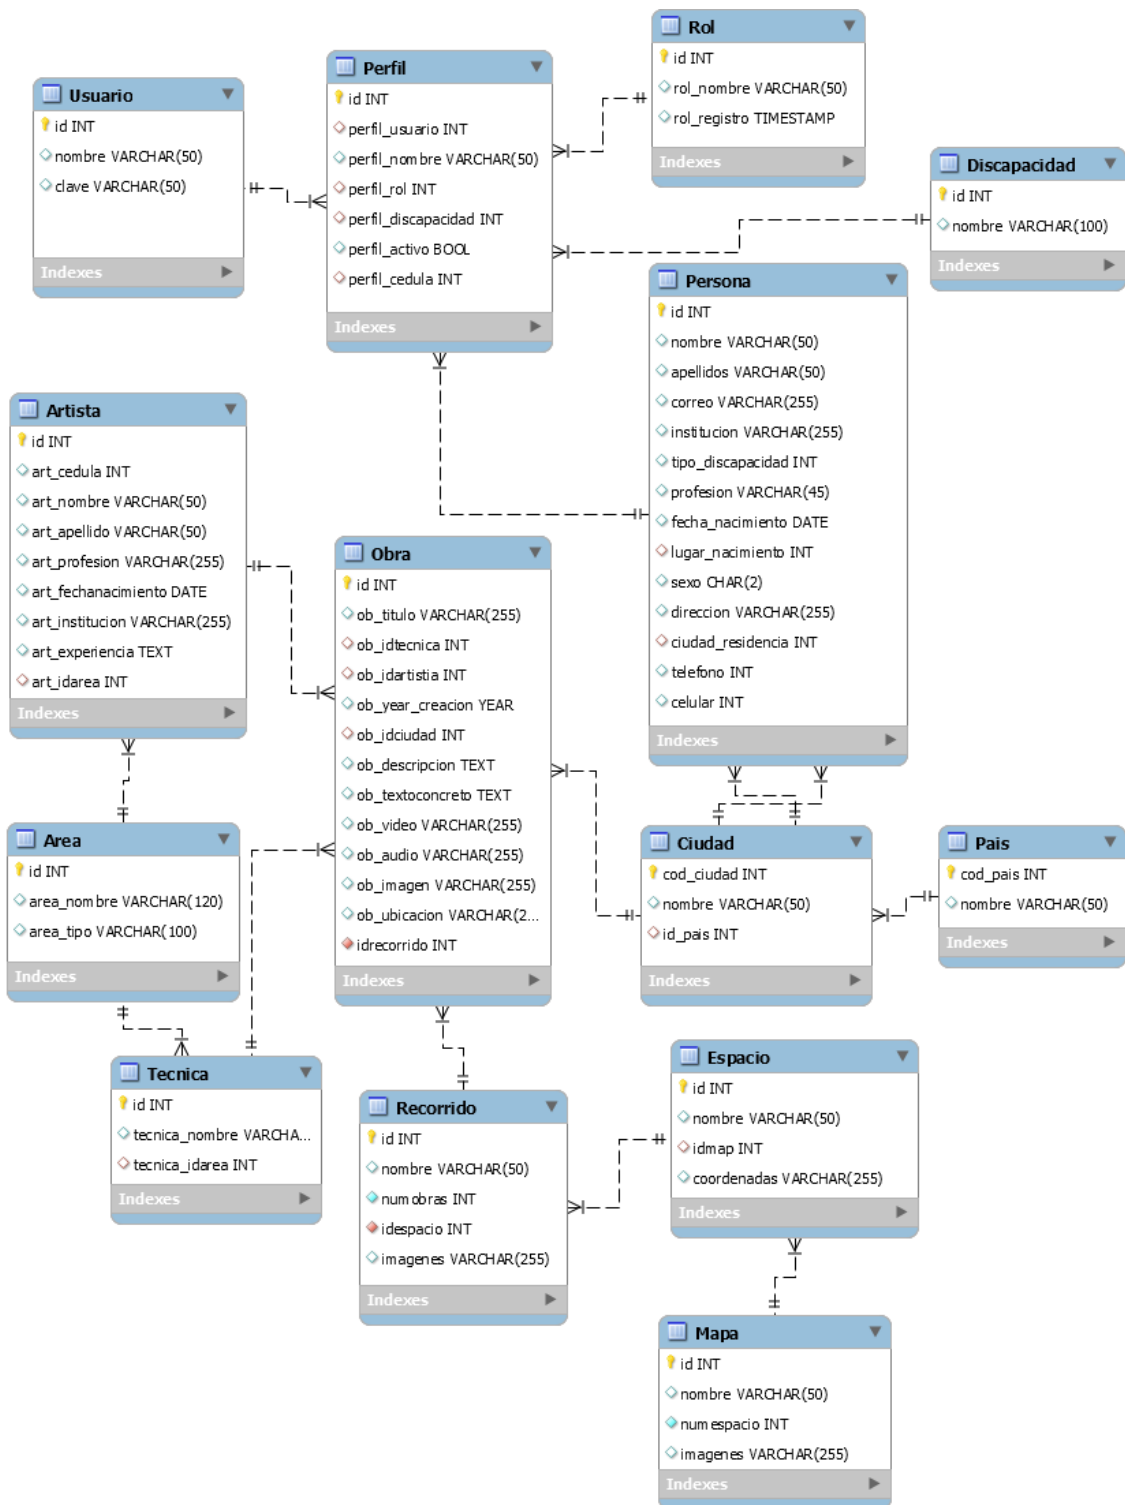 Usuario
id INT
nombre VARCHAR(50)
clave VARCHAR(50)
Indexes
Perfil
id INT
perfil_usuario INT
perfil_nombre VARCHAR(50)
perfil_rol INT
perfil_discapacidad INT
perfil_activo BOOL
perfil_cedula INT
Indexes
Rol
id INT
rol_nombre VARCHAR(50)
rol_registro TIMESTAMP
Indexes
Discapacidad
id INT
nombre VARCHAR(100)
Indexes
Persona
id INT
nombre VARCHAR(50)
apellidos VARCHAR(50)
correo VARCHAR(255)
institucion VARCHAR(255)
tipo_discapacidad INT
profesion VARCHAR(45)
fecha_nacimiento DATE
lugar_nacimiento INT
sexo CHAR(2)
direccion VARCHAR(255)
ciudad_residencia INT
telefono INT
celular INT
Indexes
Artista
id INT
art_cedula INT
art_nombre VARCHAR(50)
art_apellido VARCHAR(50)
art_profesion VARCHAR(255)
art_fechanacimiento DATE
art_institucion VARCHAR(255)
art_experiencia TEXT
art_idarea INT
Indexes
Obra
id INT
ob_titulo VARCHAR(255)
ob_idtecnica INT
ob_idartistia INT
ob_year_creacion YEAR
ob_idciudad INT
ob_descripcion TEXT
ob_textoconcreto TEXT
ob_video VARCHAR(255)
ob_audio VARCHAR(255)
ob_imagen VARCHAR(255)
ob_ubicacion VARCHAR(2...
idrecorrido INT
Indexes
Area
id INT
area_nombre VARCHAR(120)
area_tipo VARCHAR(100)
Indexes
Ciudad
cod_ciudad INT
nombre VARCHAR(50)
id_pais INT
Indexes
Pais
cod_pais INT
nombre VARCHAR(50)
Indexes
Tecnica
id INT
tecnica_nombre VARCHA...
tecnica_idarea INT
Indexes
Recorrido
id INT
nombre VARCHAR(50)
numobras INT
idespacio INT
imagenes VARCHAR(255)
Indexes
Espacio
id INT
nombre VARCHAR(50)
idmap INT
coordenadas VARCHAR(255)
Indexes
Mapa
id INT
nombre VARCHAR(50)
numespacio INT
imagenes VARCHAR(255)
Indexes